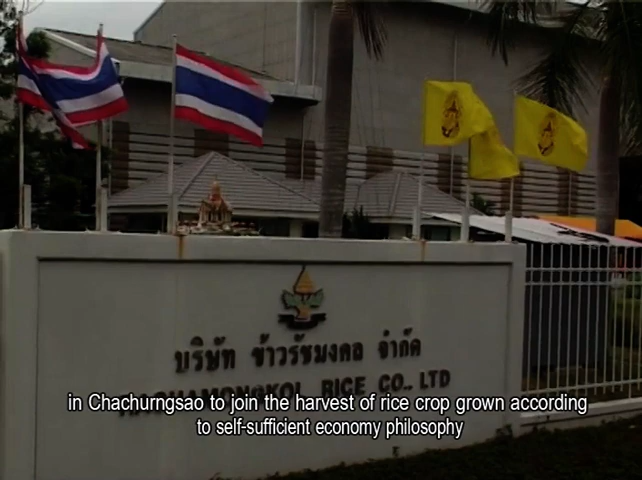 บริษัท ข้าวรัชมงคล จำกัด
RICE CO., LTD
in Chachurngsao to join the harvest of rice crop grown according
to self-sufficient economy philosophy